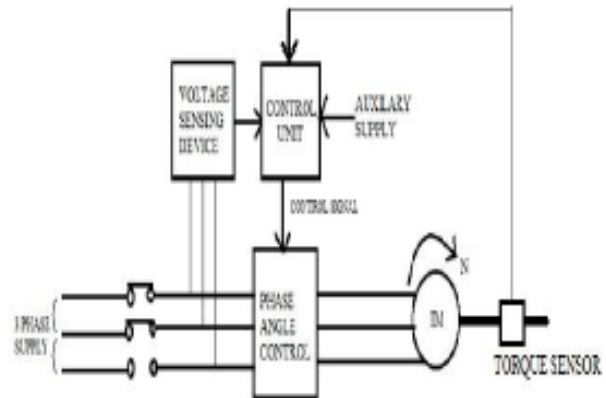 VOLTAGE
SENSING
DEVICE
CONTROL
UNIT
AUXILARY
SUPPLY
CONTROL SIGNAL
PHASE
ANGLE
CONTROL
N
IM
3 PHASE
SUPPLY
TORQUE SENSOR